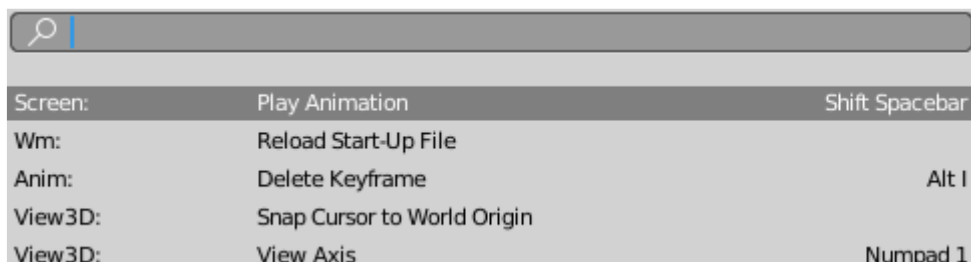 Screen: Play Animation Shift Spacebar
Wm: Reload Start-Up File
Anim: Delete Keyframe Alt I
View3D: Snap Cursor to World Origin
View3D: View Axis Numpad 1